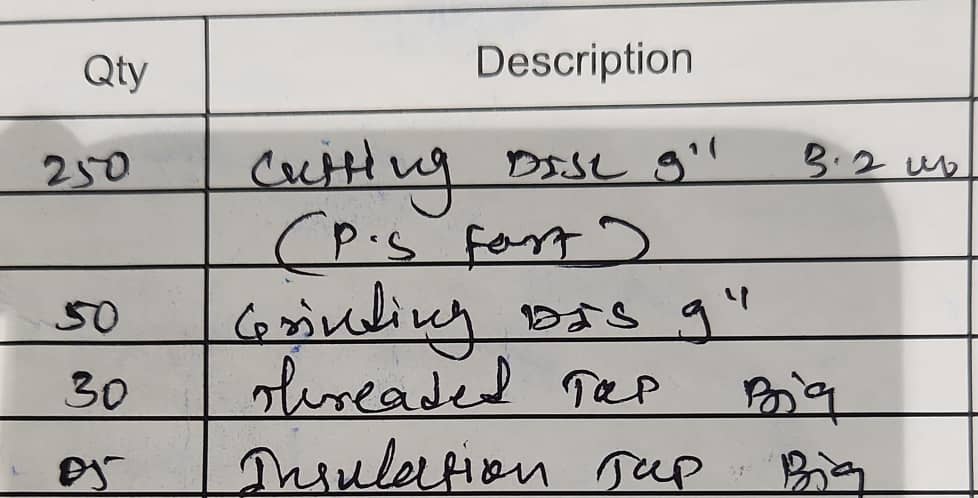 Qty Description
250 Cutting Disc 9" 3.2 mm
(P.S Fast)
50 Grinding DIS 9"
30 Threaded Tap Big
05 Insulation Tap Big